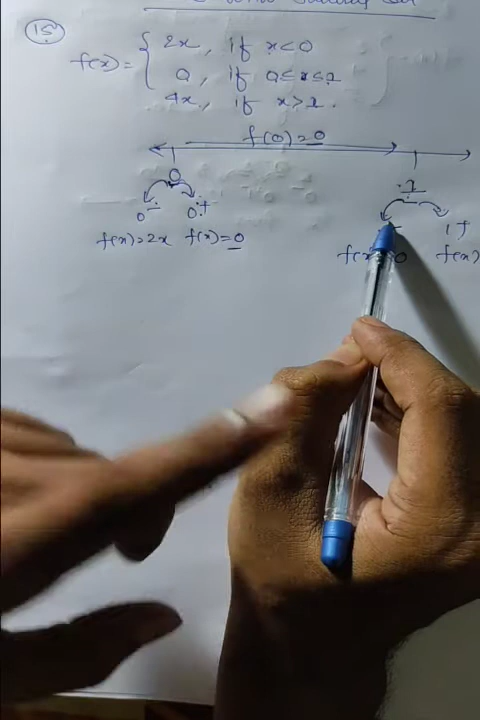 15
f(x) = { 2x, if x<0
0, if 0≤x≤1
4x, if x>1.
f(0)=0
0 1
0⁻ 0⁺ 1⁺
f(x)=2x f(x)=0 f(x) 0 f(x)